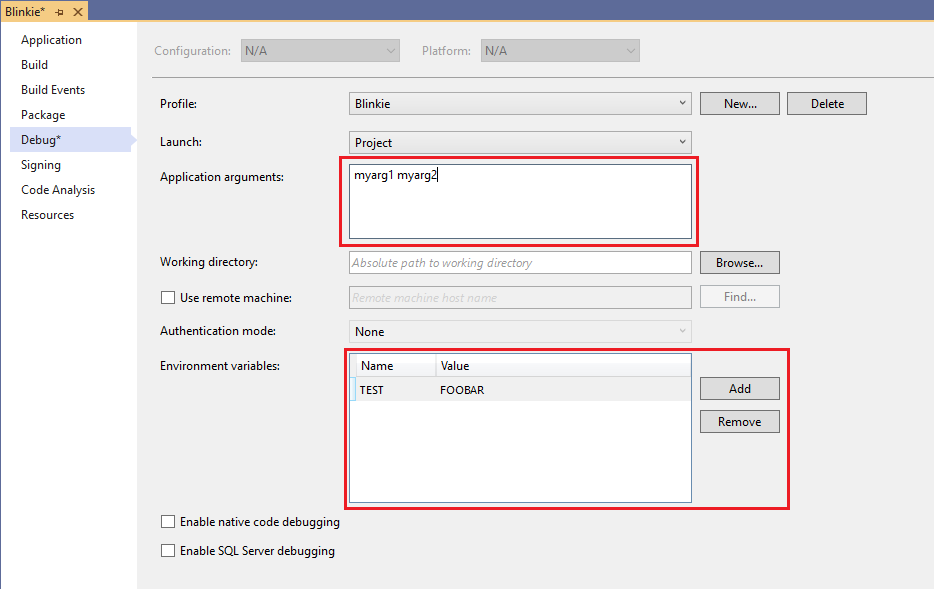 Blinkie*
Application
Build
Build Events
Package
Debug*
Signing
Code Analysis
Resources
Configuration: N/A Platform: N/A
Profile: Blinkie New... Delete
Launch: Project
Application arguments: myarg1 myarg2
Working directory: Absolute path to working directory Browse...
Use remote machine: Remote machine host name Find...
Authentication mode: None
Environment variables: Name Value
TEST FOOBAR Add
Remove
Enable native code debugging
Enable SQL Server debugging